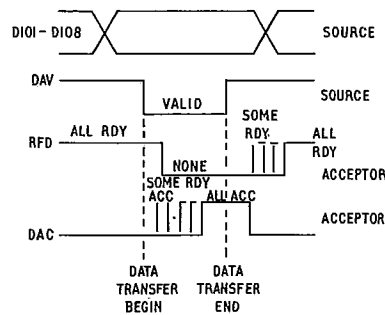 DIO1-DIO8
SOURCE
DAV
VALID
SOURCE
SOME
RDY
ALL RDY
ALL
RDY
RFD
NONE
RDY
SOME
ACC
ALL ACC
ACCEPTOR
ACCEPTOR
DAC
DATA
TRANSFER
BEGIN
DATA
TRANSFER
END